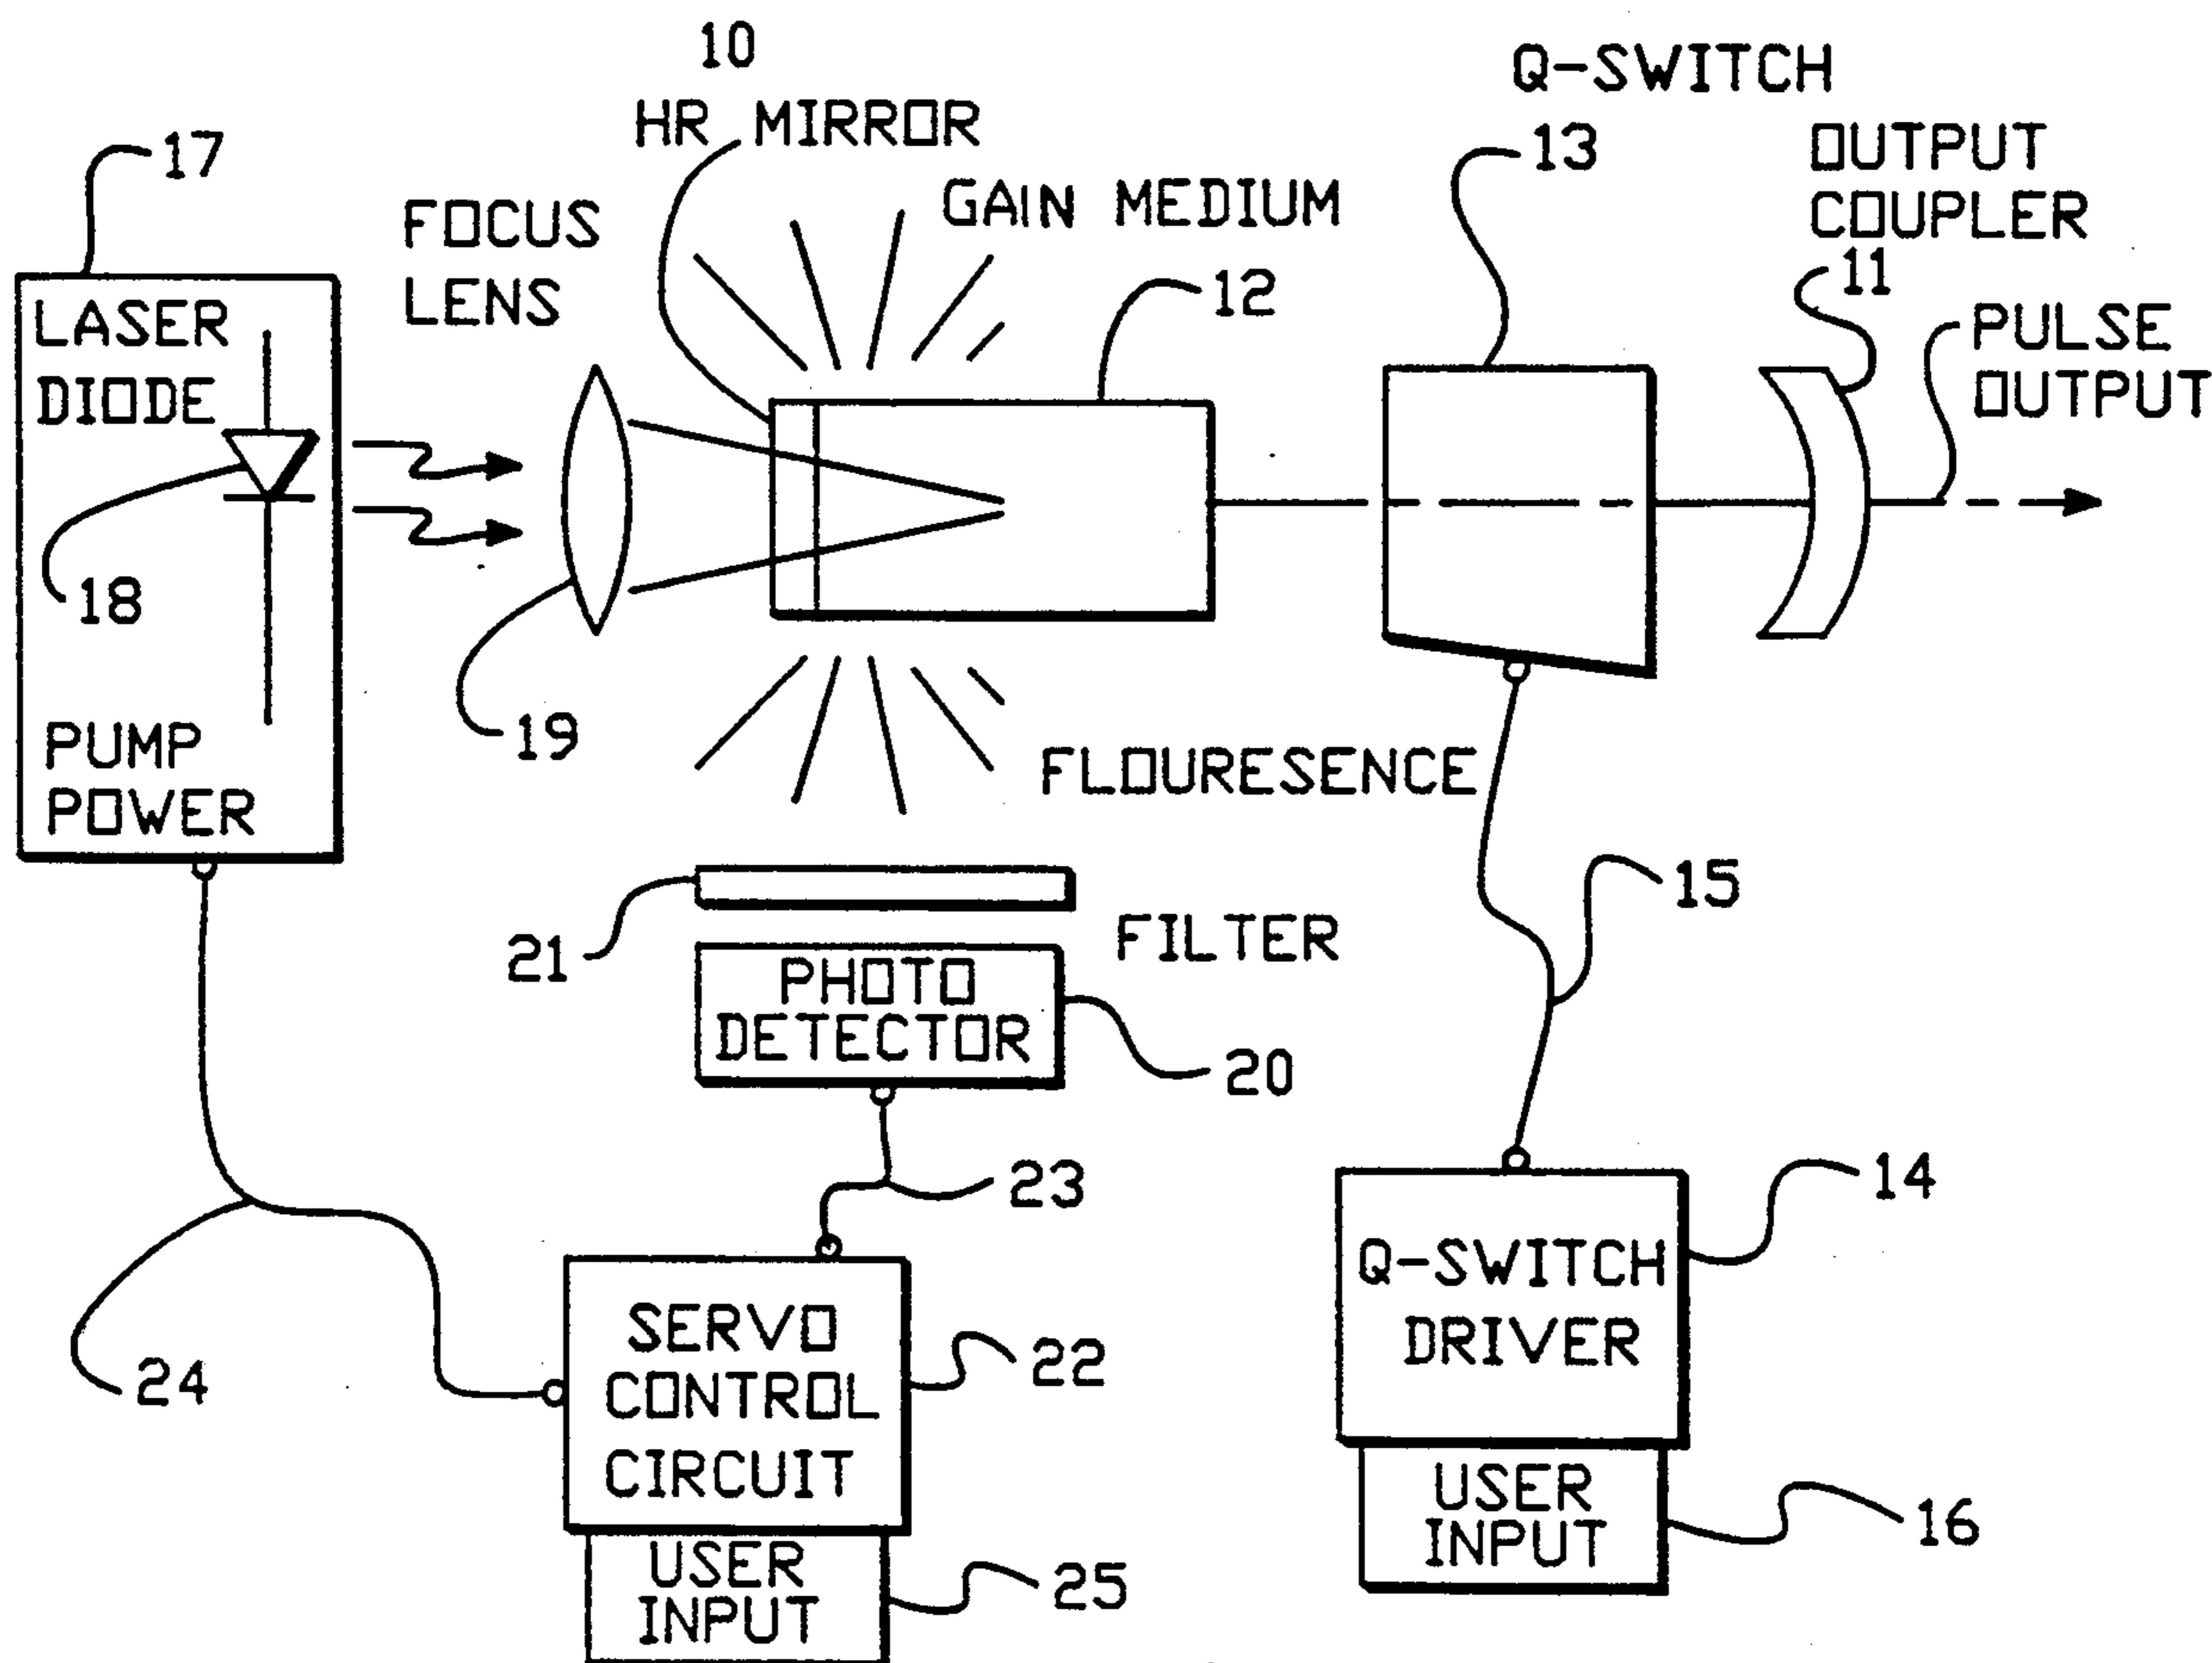 10
HR MIRROR
Q-SWITCH
13
OUTPUT
COUPLER
11
17
FOCUS
LENS
GAIN MEDIUM
12
PULSE
OUTPUT
LASER
DIODE
18
PUMP
POWER
19
FLOURESENCE
15
21
FILTER
PHOTO
DETECTOR
20
23
14
Q-SWITCH
DRIVER
24
SERVO
CONTROL
CIRCUIT
22
USER
INPUT
16
USER
INPUT
25